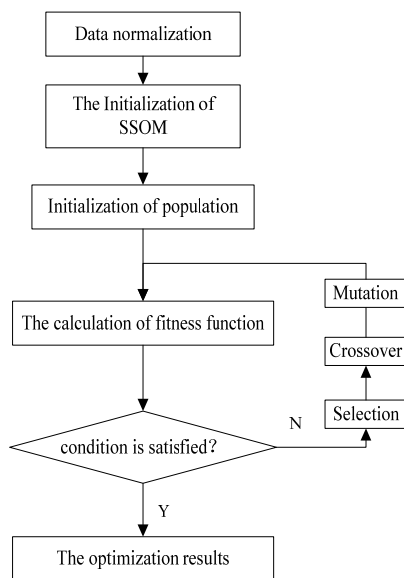 Data normalization
The Initialization of
SSOM
Initialization of population
Mutation
The calculation of fitness function
Crossover
Selection
condition is satisfied?
N
Y
The optimization results